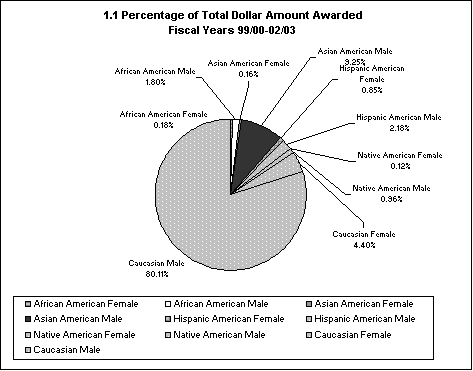 1.1 Percentage of Total Dollar Amount Awarded
Fiscal Years 99/00-02/03
African American Male
1.80%
Asian American Female
0.16%
Asian American Male
9.25%
Hispanic American
Female
0.85%
African American Female
0.18%
Hispanic American Male
2.18%
Native American Female
0.12%
Native American Male
0.96%
Caucasian Female
4.40%
Caucasian Male
80.11%
African American Female
African American Male
Asian American Female
Asian American Male
Hispanic American Female
Hispanic American Male
Native American Female
Native American Male
Caucasian Female
Caucasian Male